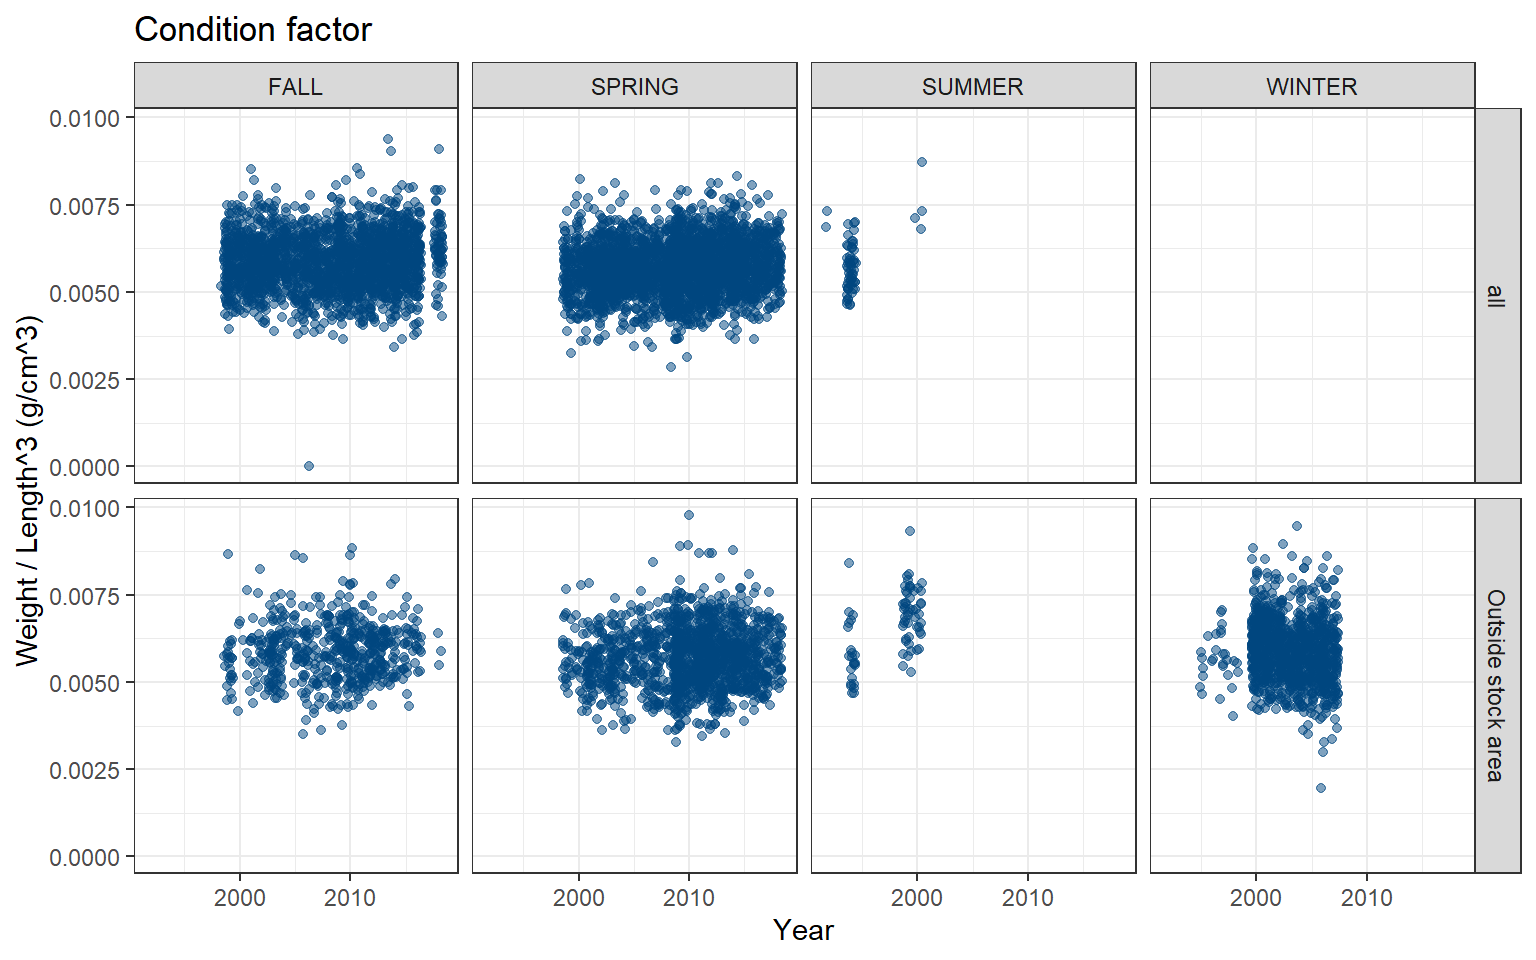 Condition factor
FALL SPRING SUMMER WINTER
0.0100
0.0075
0.0050
0.0025
0.0000
all
0.0100
0.0075
0.0050
0.0025
0.0000
Outside stock area
Weight / Length^3 (g/cm^3)
2000 2010 2000 2010 2000 2010 2000 2010
Year